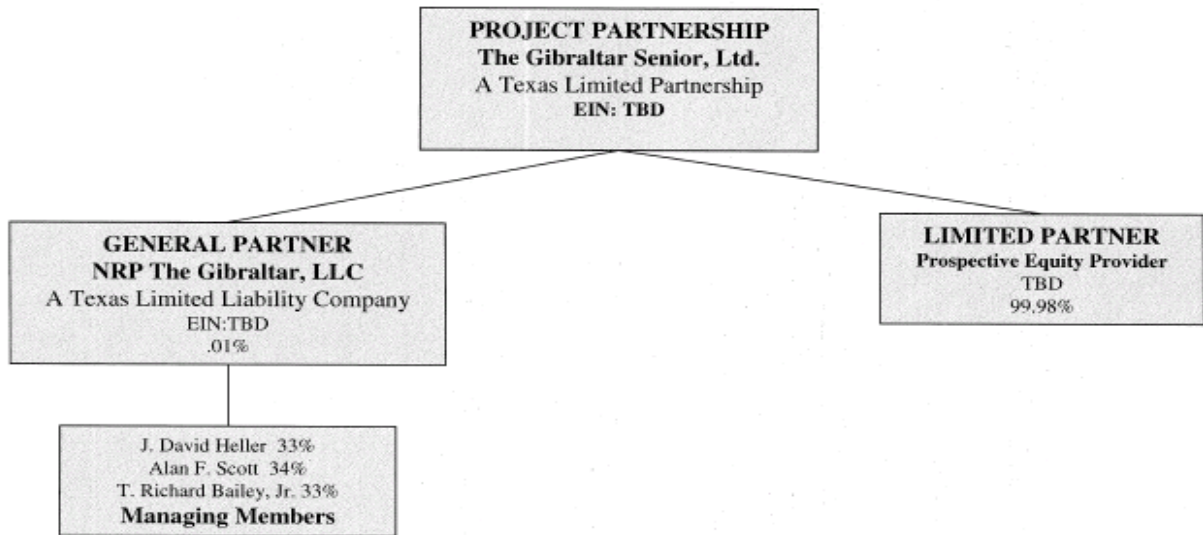 PROJECT PARTNERSHIP
The Gibraltar Senior, Ltd.
A Texas Limited Partnership
EIN: TBD
GENERAL PARTNER
NRP The Gibraltar, LLC
A Texas Limited Liability Company
EIN:TBD
.01%
LIMITED PARTNER
Prospective Equity Provider
TBD
99.98%
J. David Heller 33%
Alan F. Scott 34%
T. Richard Bailey, Jr. 33%
Managing Members